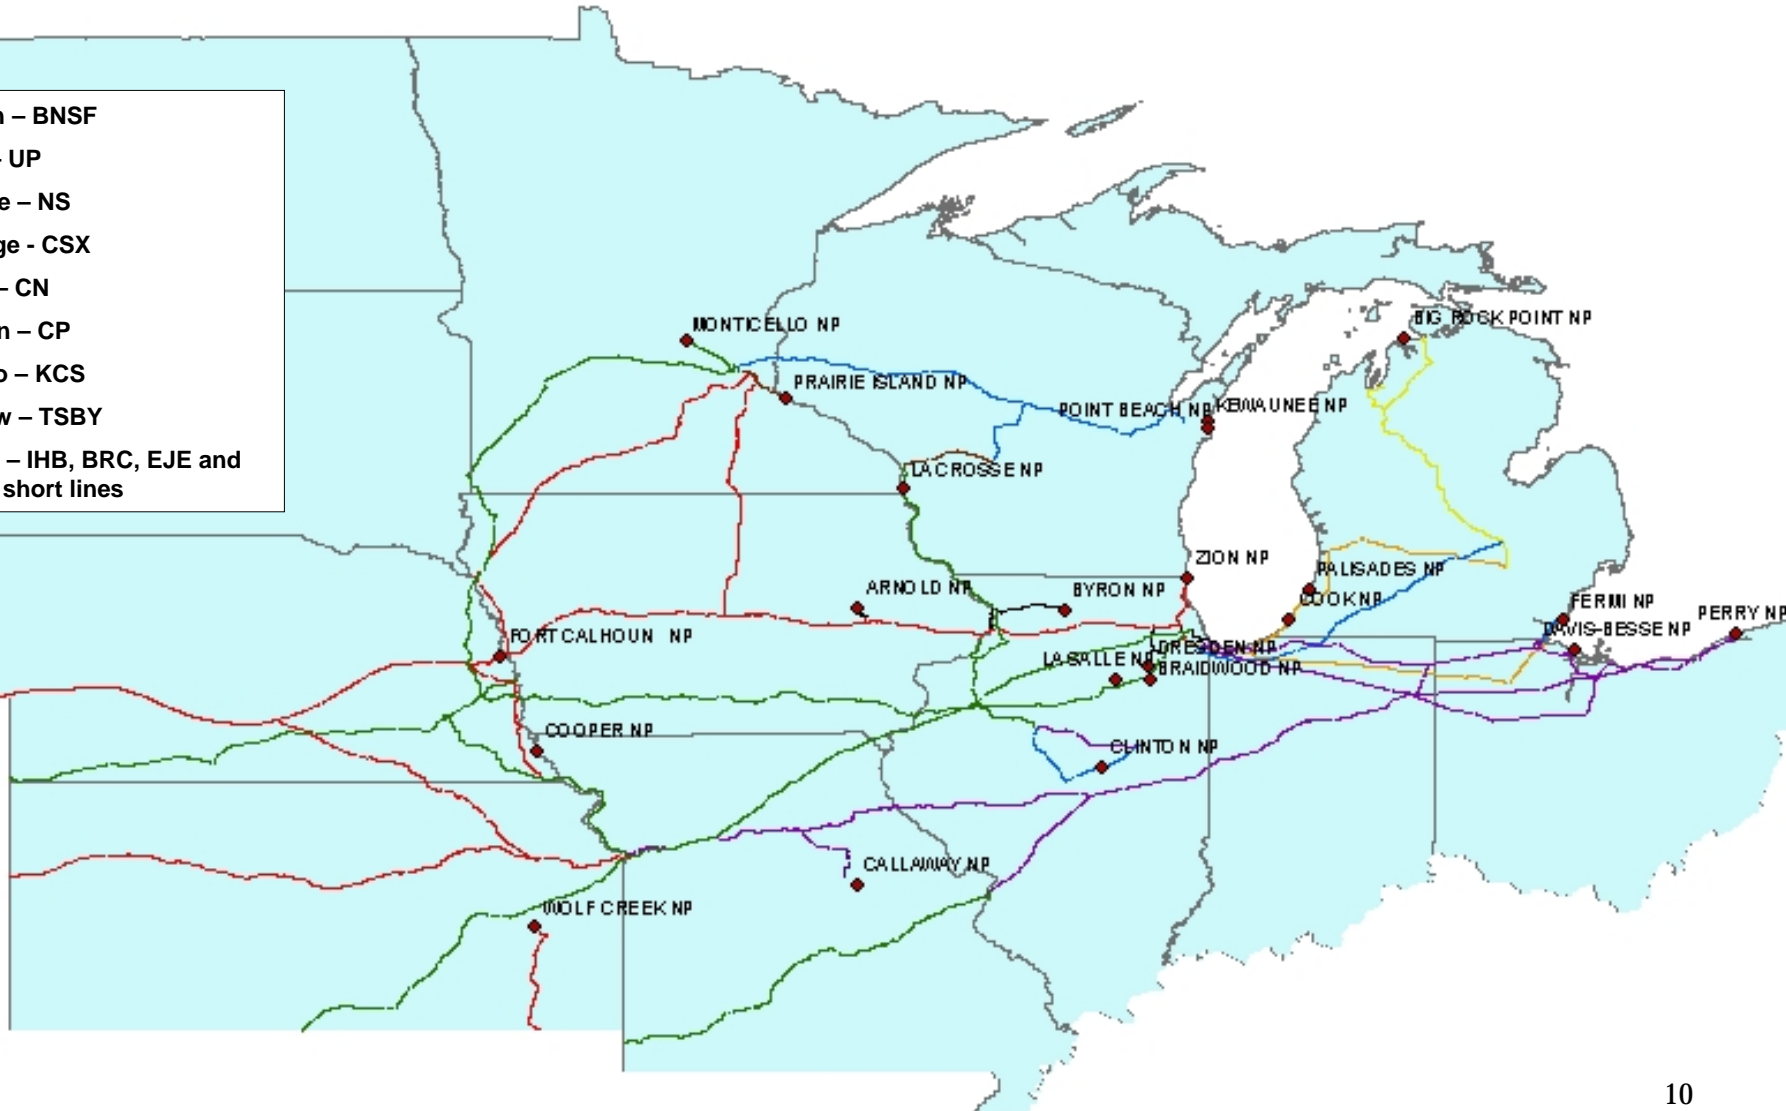 n – BNSF
- UP
e – NS
ge - CSX
– CN
n – CP
o – KCS
w – TSBY
– IHB, BRC, EJE and
short lines
MONTICELLO NP
BIG ROCK POINT NP
PRAIRIE ISLAND NP
POINT BEACH NP
KEWAUNEE NP
LACROSSE NP
ZION NP
PALISADES NP
ARNOLD NP
BYRON NP
COOK NP
FERMI NP
PERRY NP
FORT CALHOUN NP
DAVIS-BESSE NP
DRESDEN NP
LASALLE NP
BRAIDWOOD NP
COOPER NP
CLINTON NP
CALLAWAY NP
WOLF CREEK NP
10